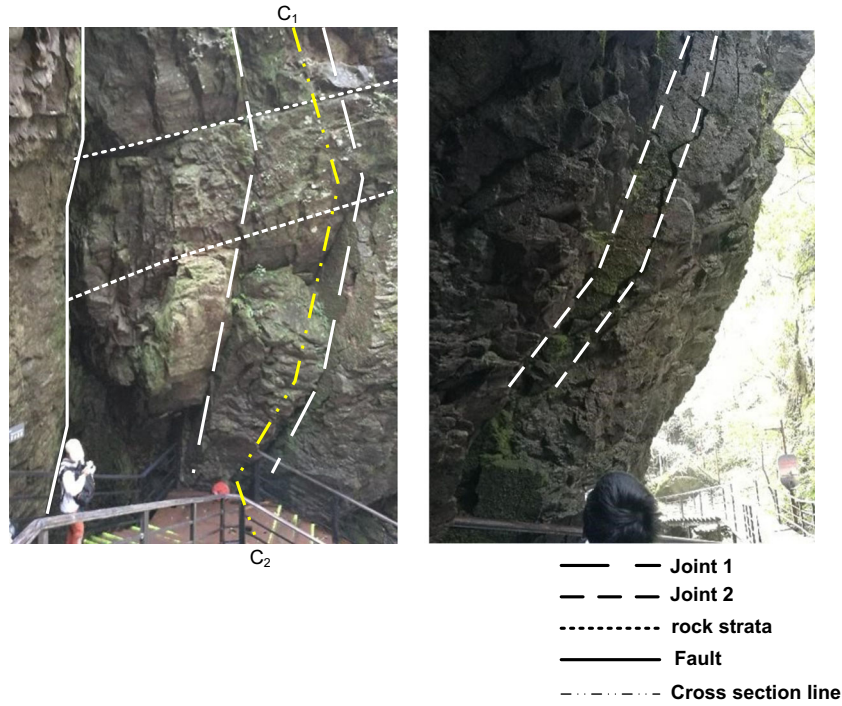 C₁
C₂
Joint 1
Joint 2
rock strata
Fault
Cross section line